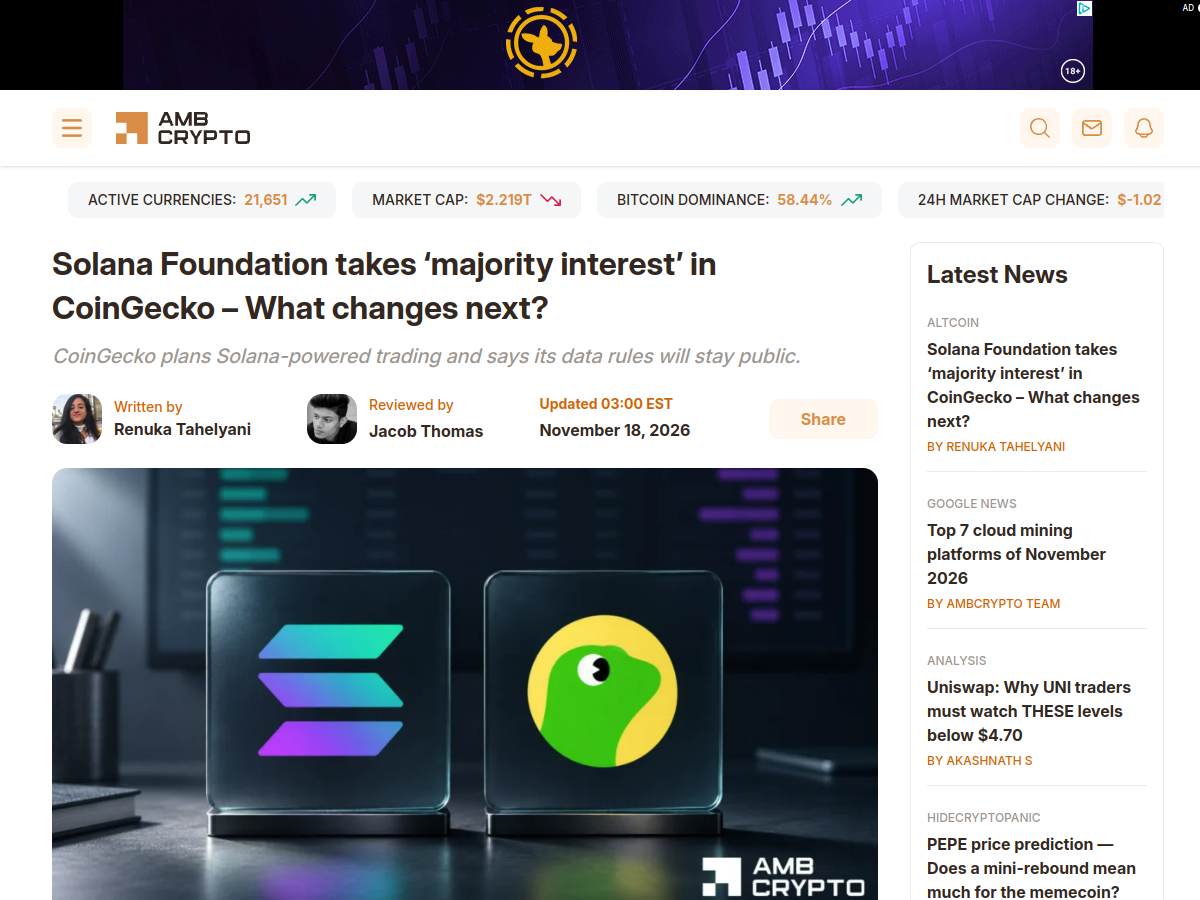 AD
18+
AMB
CRYPTO
ACTIVE CURRENCIES: 21,651
MARKET CAP: $2.219T
BITCOIN DOMINANCE: 58.44%
24H MARKET CAP CHANGE: $-1.02
Solana Foundation takes ‘majority interest’ in
CoinGecko – What changes next?
CoinGecko plans Solana-powered trading and says its data rules will stay public.
Written by
Renuka Tahelyani
Reviewed by
Jacob Thomas
Updated 03:00 EST
November 18, 2026
Share
AMB
CRYPTO
Latest News
ALTCOIN
Solana Foundation takes
‘majority interest’ in
CoinGecko – What changes
next?
BY RENUKA TAHELYANI
GOOGLE NEWS
Top 7 cloud mining
platforms of November
2026
BY AMBCRYPTO TEAM
ANALYSIS
Uniswap: Why UNI traders
must watch THESE levels
below $4.70
BY AKASHNATH S
HIDECRYPTOPANIC
PEPE price prediction —
Does a mini-rebound mean
much for the memecoin?